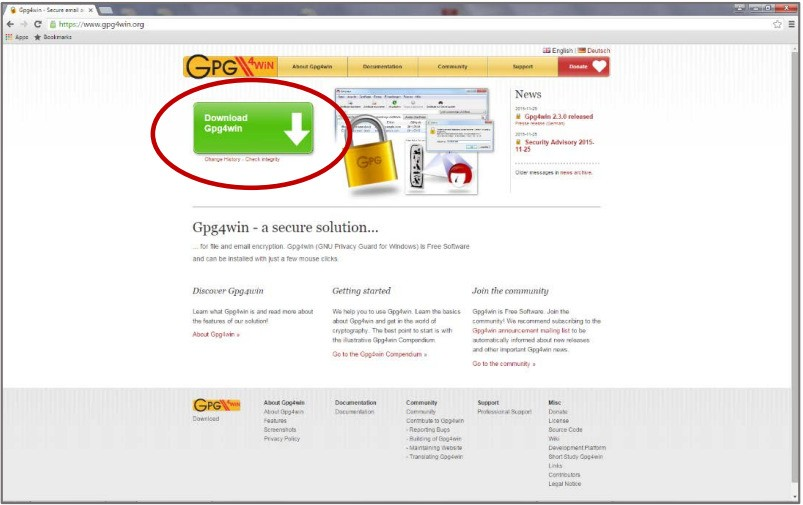 Gpg4win - Secure email a
https://www.gpg4win.org
Apps
Bookmarks
English | Deutsch
GPG4WiN
About Gpg4win
Documentation
Community
Support
Donate
Download
Gpg4win
Change History - Check integrity
GPG
News
2015-11-25
Gpg4win 2.3.0 released
Press release (German)
2015-11-25
Security Advisory 2015-
11-25
Older messages in news archive.
Gpg4win - a secure solution...
... for file and email encryption. Gpg4win (GNU Privacy Guard for Windows) is Free Software
and can be installed with just a few mouse clicks.
Discover Gpg4win
Learn what Gpg4win is and read more about
the features of our solution!
About Gpg4win »
Getting started
We help you to use Gpg4win. Learn the basics
about Gpg4win and get in the world of
cryptography. The best point to start is with
the illustrative Gpg4win Compendium.
Go to the Gpg4win Compendium »
Join the community
Gpg4win is Free Software. Join the
community! We recommend subscribing to the
Gpg4win announcement mailing list to be
automatically informed about new releases
and other important Gpg4win news.
Go to the community »
GPG4win
Download
About Gpg4win
About Gpg4win
Features
Screenshots
Privacy Policy
Documentation
Documentation
Community
Community
Contribute to Gpg4win
- Reporting Bugs
- Building of Gpg4win
- Maintaining Website
- Translating Gpg4win
Support
Professional Support
Misc
Donate
License
Source Code
Wiki
Development Platform
Short Study Gpg4win
Links
Contributors
Legal Notice